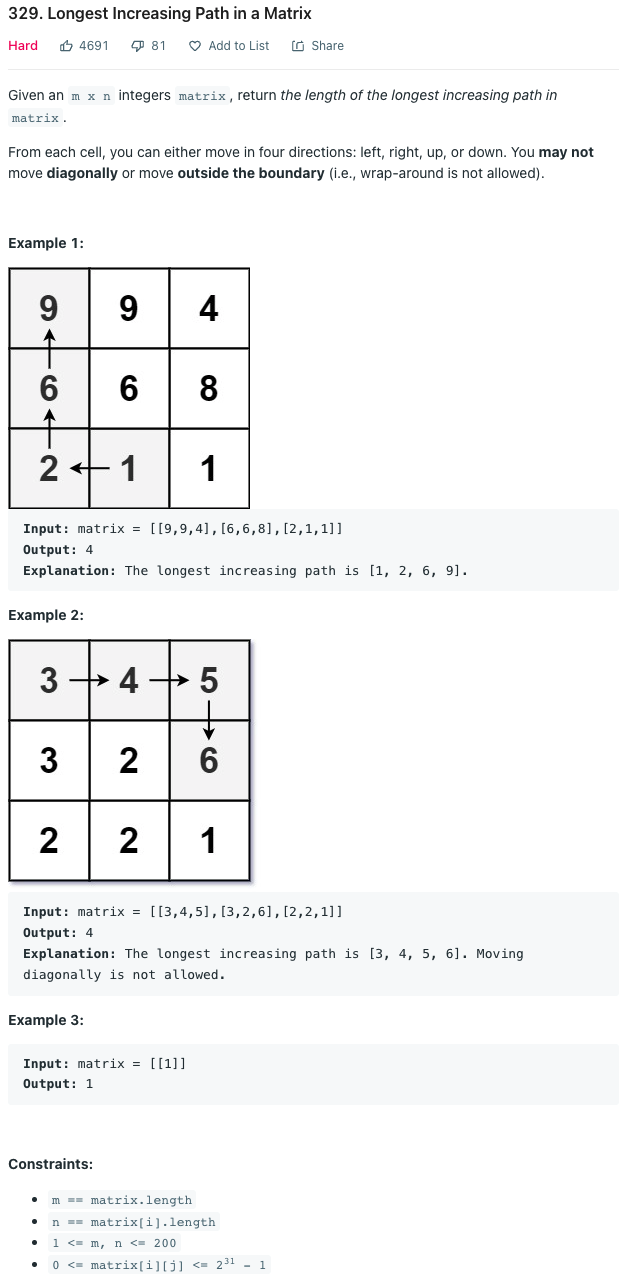 329. Longest Increasing Path in a Matrix
Hard 4691 81 Add to List Share
Given an m x n integers matrix, return the length of the longest increasing path in
matrix.
From each cell, you can either move in four directions: left, right, up, or down. You may not
move diagonally or move outside the boundary (i.e., wrap-around is not allowed).
Example 1:
9 9 4
6 6 8
2 1 1
Input: matrix = [[9,9,4],[6,6,8],[2,1,1]]
Output: 4
Explanation: The longest increasing path is [1, 2, 6, 9].
Example 2:
3 4 5
3 2 6
2 2 1
Input: matrix = [[3,4,5],[3,2,6],[2,2,1]]
Output: 4
Explanation: The longest increasing path is [3, 4, 5, 6]. Moving
diagonally is not allowed.
Example 3:
Input: matrix = [[1]]
Output: 1
Constraints:
• m == matrix.length
• n == matrix[i].length
• 1 <= m, n <= 200
• 0 <= matrix[i][j] <= 2³¹ - 1